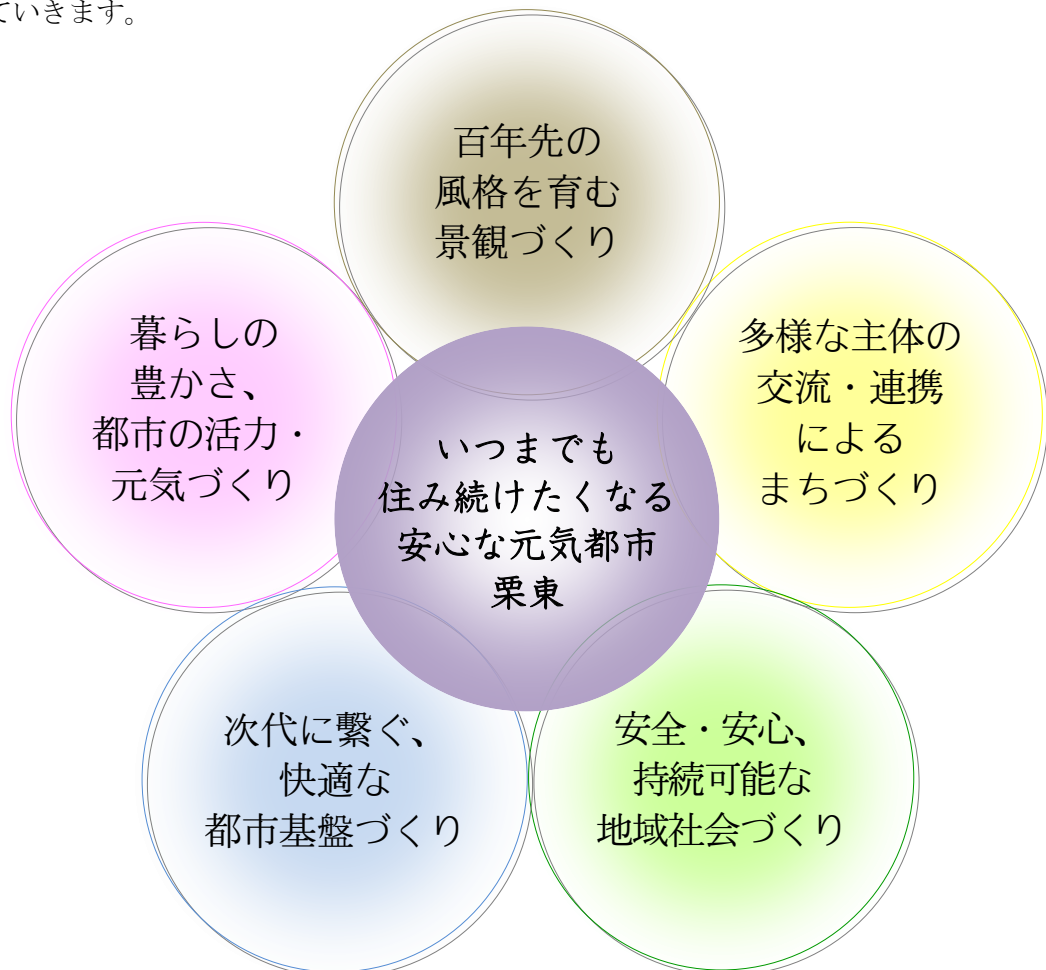 ていきます。
百年先の
風格を育む
景観づくり
暮らしの
豊かさ、
都市の活力・
元気づくり
多様な主体の
交流・連携
による
まちづくり
いつまでも
住み続けたくなる
安心な元気都市
栗東
次代に繋ぐ、
快適な
都市基盤づくり
安全・安心、
持続可能な
地域社会づくり